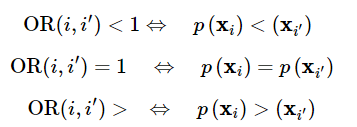 OR(i, i′) < 1 ⇔ p(𝐱ᵢ) < (𝐱ᵢ′)
OR(i, i′) = 1 ⇔ p(𝐱ᵢ) = p(𝐱ᵢ′)
OR(i, i′) > ⇔ p(𝐱ᵢ) > (𝐱ᵢ′)